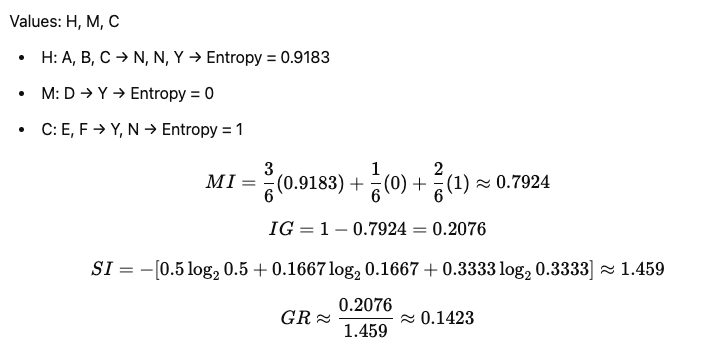 Values: H, M, C
• H: A, B, C → N, N, Y → Entropy = 0.9183
• M: D → Y → Entropy = 0
• C: E, F → Y, N → Entropy = 1
MI = 3/6(0.9183) + 1/6(0) + 2/6(1) ≈ 0.7924
IG = 1 − 0.7924 = 0.2076
SI = −[0.5 log₂ 0.5 + 0.1667 log₂ 0.1667 + 0.3333 log₂ 0.3333] ≈ 1.459
GR ≈ 0.2076/1.459 ≈ 0.1423